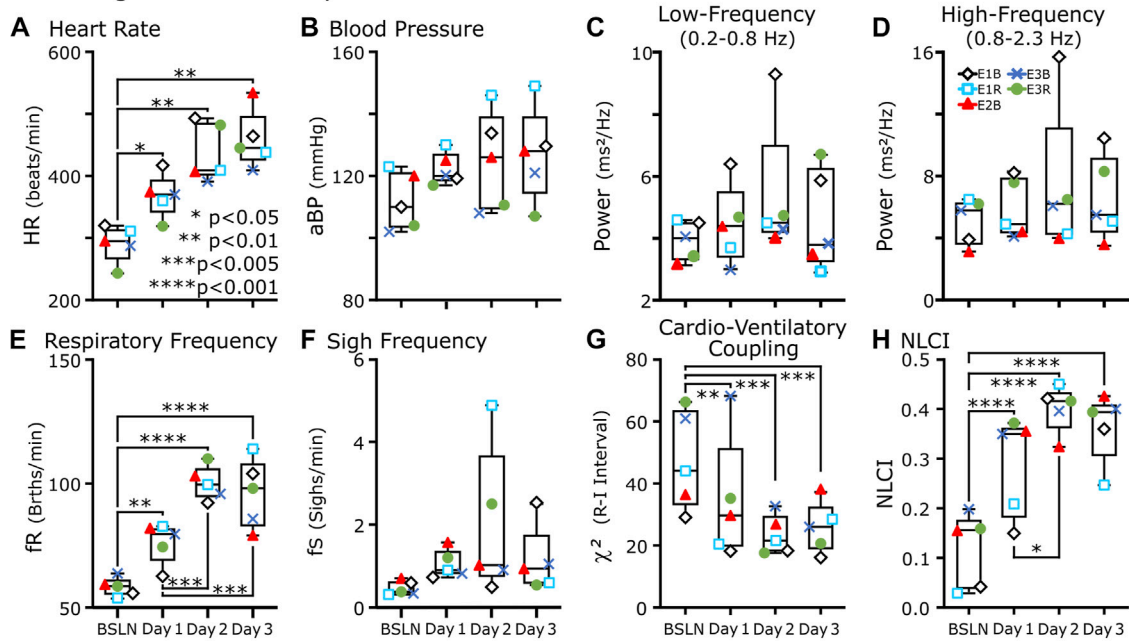 A Heart Rate
B Blood Pressure
C Low-Frequency
(0.2-0.8 Hz)
D High-Frequency
(0.8-2.3 Hz)
HR (beats/min)
600
400
200
*
**
**
* p<0.05
** p<0.01
***p<0.005
****p<0.001
aBP (mmHg)
160
120
80
Power (ms²/Hz)
10
6
2
Power (ms²/Hz)
16
12
8
4
0
E1B
E1R
E2B
E3B
E3R
E Respiratory Frequency
F Sigh Frequency
G Cardio-Ventilatory
Coupling
H NLCI
fR (Brths/min)
150
100
50
****
****
**
***
***
BSLN Day 1 Day 2 Day 3
fS (Sighs/min)
6
4
2
0
BSLN Day 1 Day 2 Day 3
χ² (R-I Interval)
80
60
40
20
0
**
***
***
BSLN Day 1 Day 2 Day 3
NLCI
0.5
0.4
0.3
0.2
0.1
0.0
****
****
****
*
BSLN Day 1 Day 2 Day 3